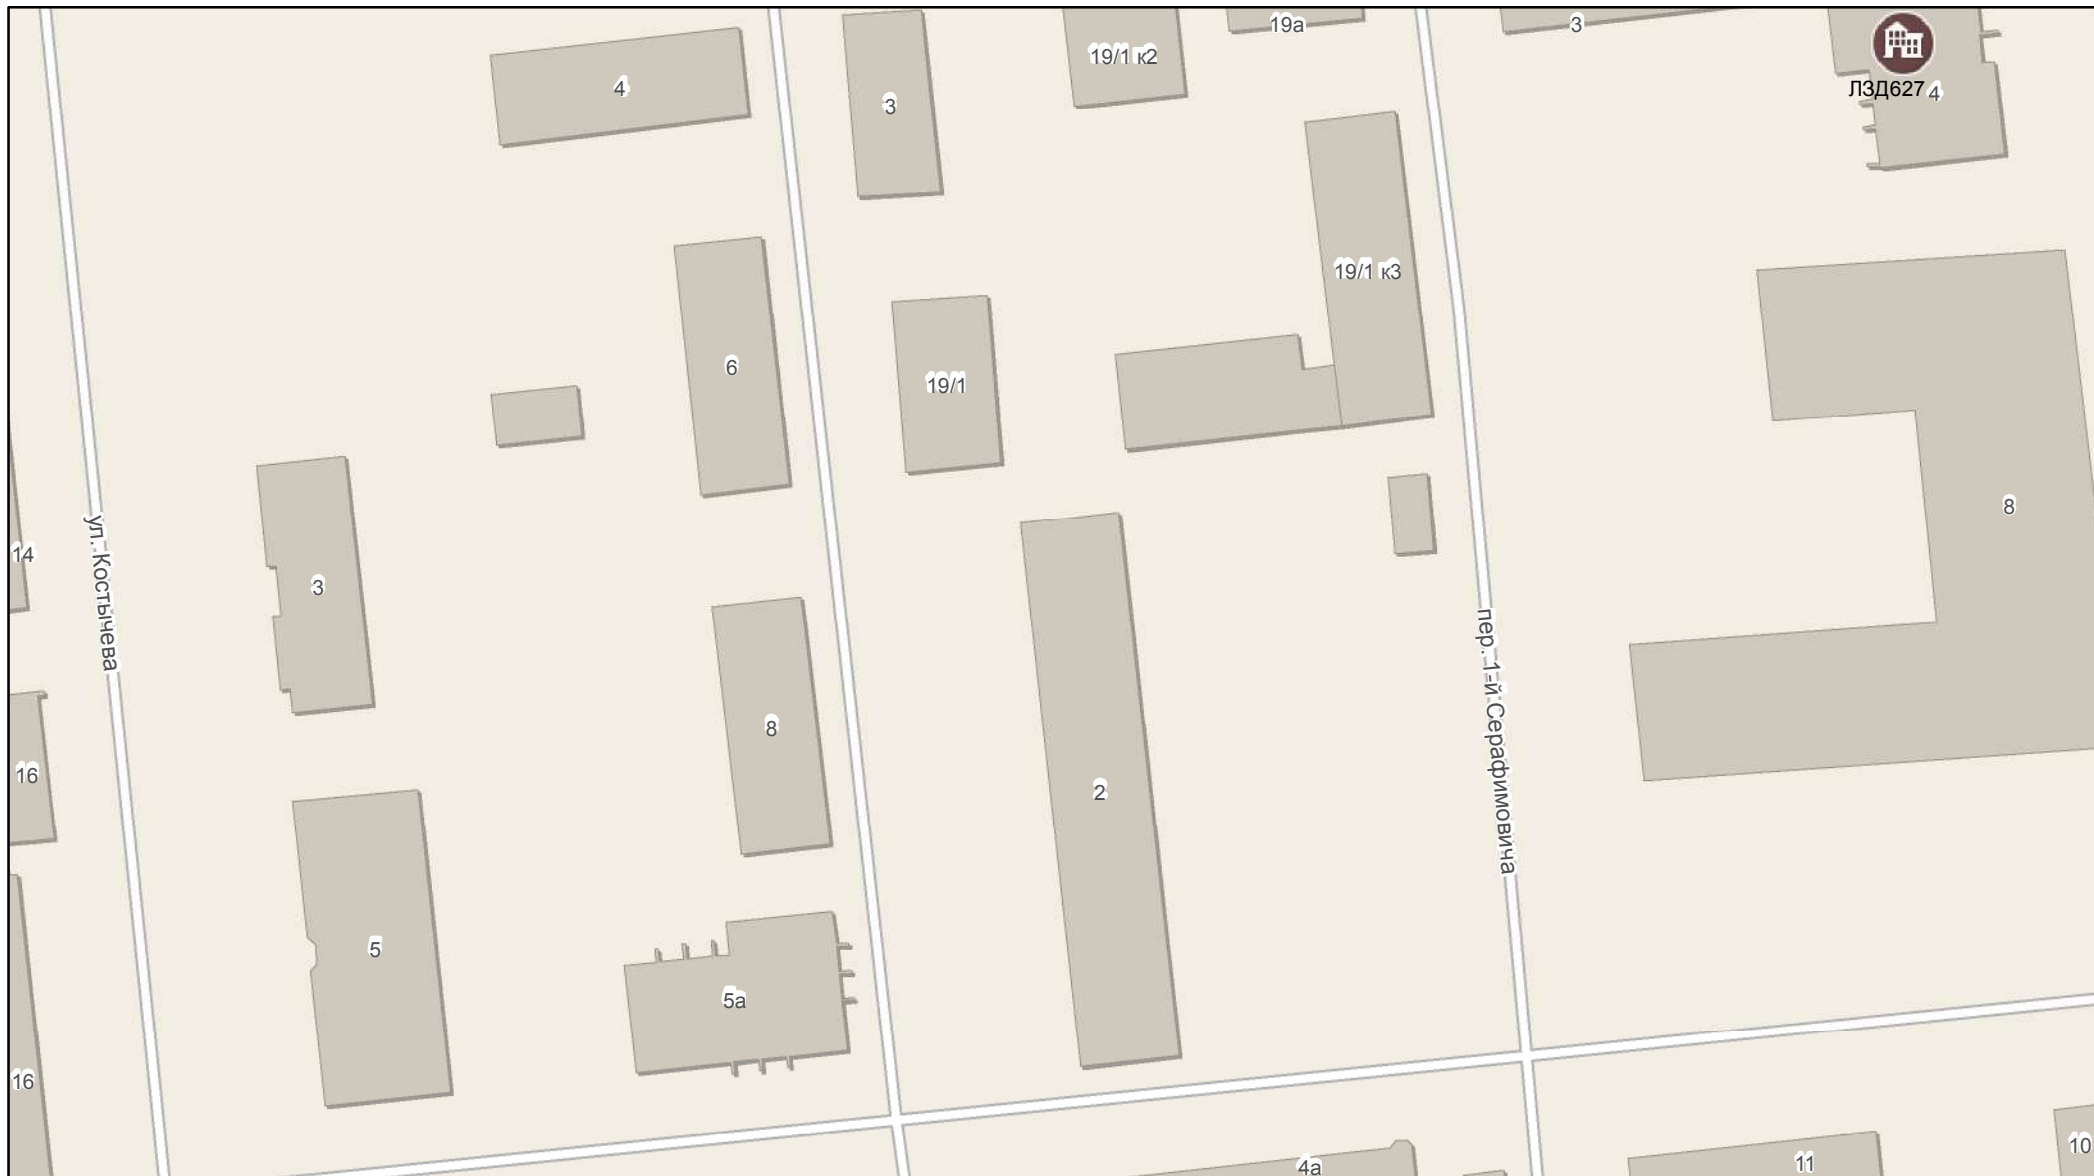 19а
3
4
19/1 к2
3
ЛЗД627
4
19/1 к3
6
19/1
8
14
ул. Костычева
3
пер. 1-й Серафимовича
8
16
2
5
5а
16
4а
11
10